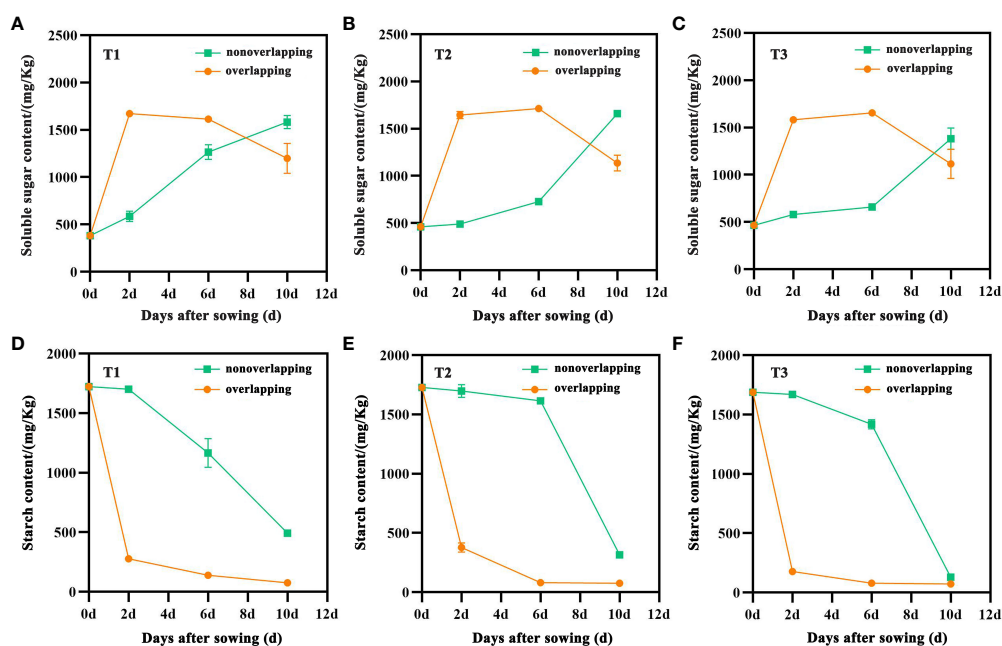 A
T1
nonoverlapping
overlapping
Soluble sugar content/(mg/Kg)
2500
2000
1500
1000
500
0
0d 2d 4d 6d 8d 10d 12d
Days after sowing (d)
B
T2
nonoverlapping
overlapping
Soluble sugar content/(mg/Kg)
2500
2000
1500
1000
500
0
0d 2d 4d 6d 8d 10d 12d
Days after sowing (d)
C
T3
nonoverlapping
overlapping
Soluble sugar content/(mg/Kg)
2500
2000
1500
1000
500
0
0d 2d 4d 6d 8d 10d 12d
Days after sowing (d)
D
T1
nonoverlapping
overlapping
Starch content/(mg/Kg)
2000
1500
1000
500
0
0d 2d 4d 6d 8d 10d 12d
Days after sowing (d)
E
T2
nonoverlapping
overlapping
Starch content/(mg/Kg)
2000
1500
1000
500
0
0d 2d 4d 6d 8d 10d 12d
Days after sowing (d)
F
T3
nonoverlapping
overlapping
Starch content/(mg/Kg)
2000
1500
1000
500
0
0d 2d 4d 6d 8d 10d 12d
Days after sowing (d)